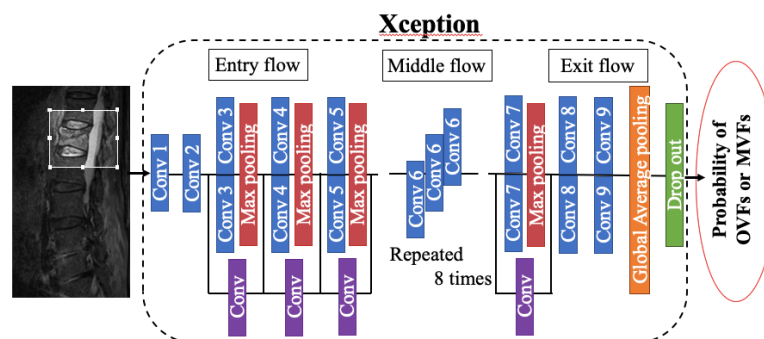 Xception
Entry flow
Middle flow
Exit flow
Conv 1
Conv 2
Conv 3
Conv 3
Max pooling
Conv
Conv 4
Conv 4
Max pooling
Conv
Conv 5
Conv 5
Max pooling
Conv
Conv 6
Conv 6
Conv 6
Repeated
8 times
Conv 7
Conv 7
Max pooling
Conv
Conv 8
Conv 8
Conv 9
Conv 9
Global Average pooling
Drop out
Probability of
OVFs or MVFs